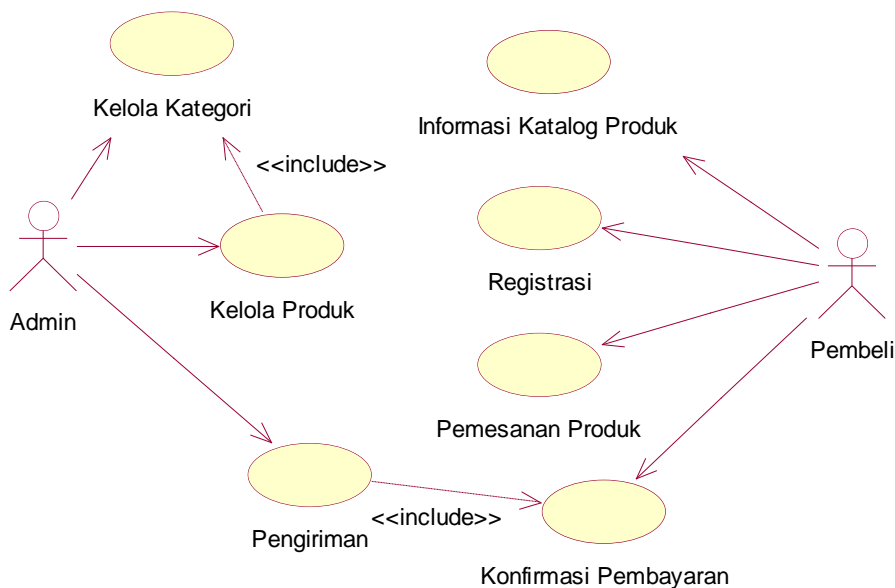 Kelola Kategori
Informasi Katalog Produk
<<include>>
Registrasi
Kelola Produk
Admin
Pembeli
Pemesanan Produk
<<include>>
Pengiriman
Konfirmasi Pembayaran